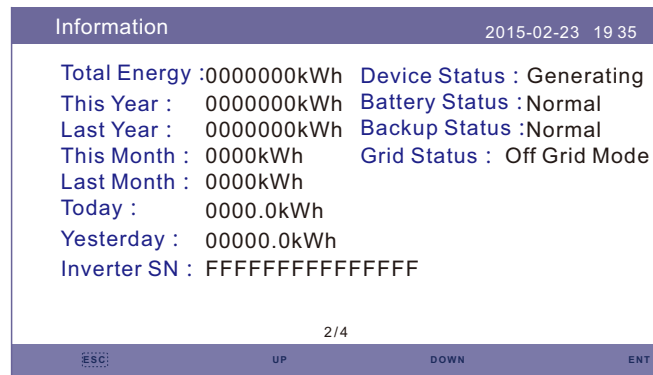 Information 2015-02-23 19 35
Total Energy : 0000000kWh Device Status : Generating
This Year : 0000000kWh Battery Status : Normal
Last Year : 0000000kWh Backup Status : Normal
This Month : 0000kWh Grid Status : Off Grid Mode
Last Month : 0000kWh
Today : 0000.0kWh
Yesterday : 00000.0kWh
Inverter SN : FFFFFFFFFFFFFFF
2/4
ESC UP DOWN ENT